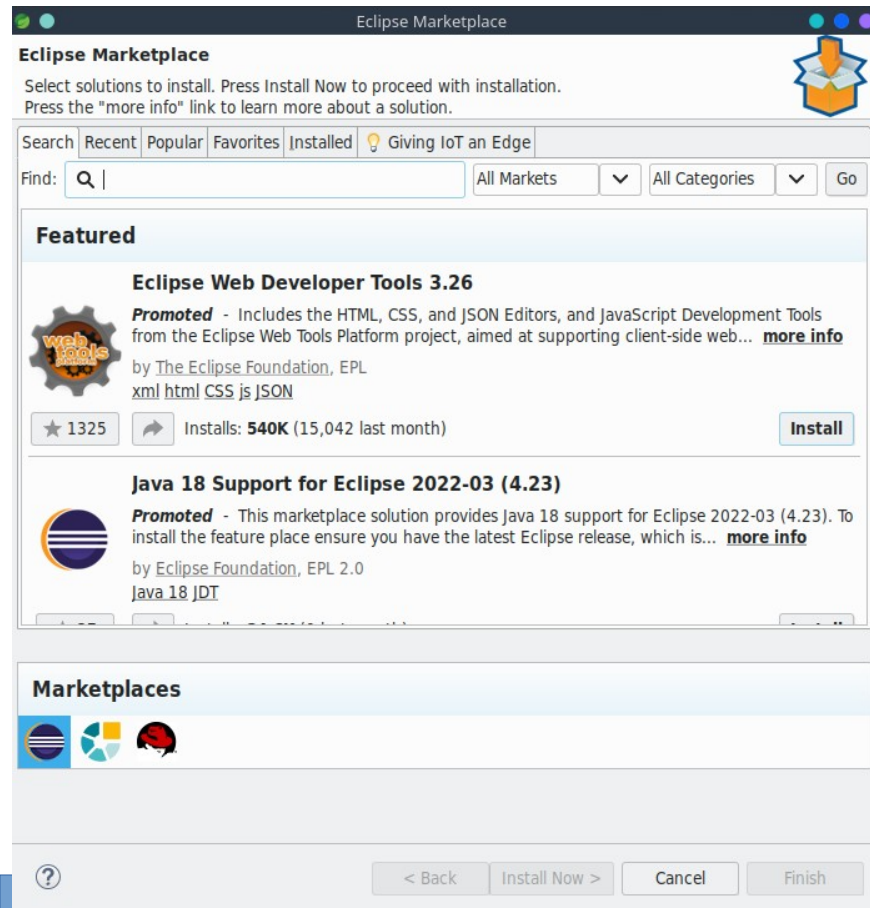 Eclipse Marketplace
Eclipse Marketplace
Select solutions to install. Press Install Now to proceed with installation.
Press the "more info" link to learn more about a solution.
Search Recent Popular Favorites Installed Giving IoT an Edge
Find: All Markets All Categories Go
Featured
Eclipse Web Developer Tools 3.26
Promoted - Includes the HTML, CSS, and JSON Editors, and JavaScript Development Tools
from the Eclipse Web Tools Platform project, aimed at supporting client-side web... more info
web
tools
by The Eclipse Foundation, EPL
xml html CSS js JSON
1325 Installs: 540K (15,042 last month) Install
Java 18 Support for Eclipse 2022-03 (4.23)
Promoted - This marketplace solution provides Java 18 support for Eclipse 2022-03 (4.23). To
install the feature place ensure you have the latest Eclipse release, which is... more info
by Eclipse Foundation, EPL 2.0
Java 18 JDT
Marketplaces
? < Back Install Now > Cancel Finish